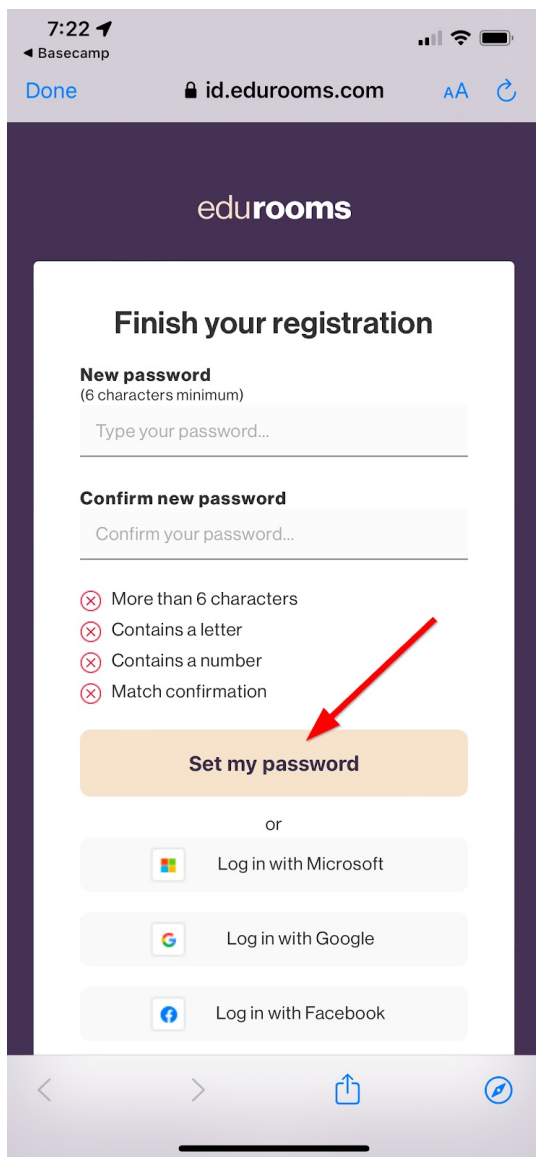 7:22
◀ Basecamp
Done
id.edurooms.com
AA
edurooms
Finish your registration
New password
(6 characters minimum)
Type your password...
Confirm new password
Confirm your password...
More than 6 characters
Contains a letter
Contains a number
Match confirmation
Set my password
or
Log in with Microsoft
Log in with Google
Log in with Facebook